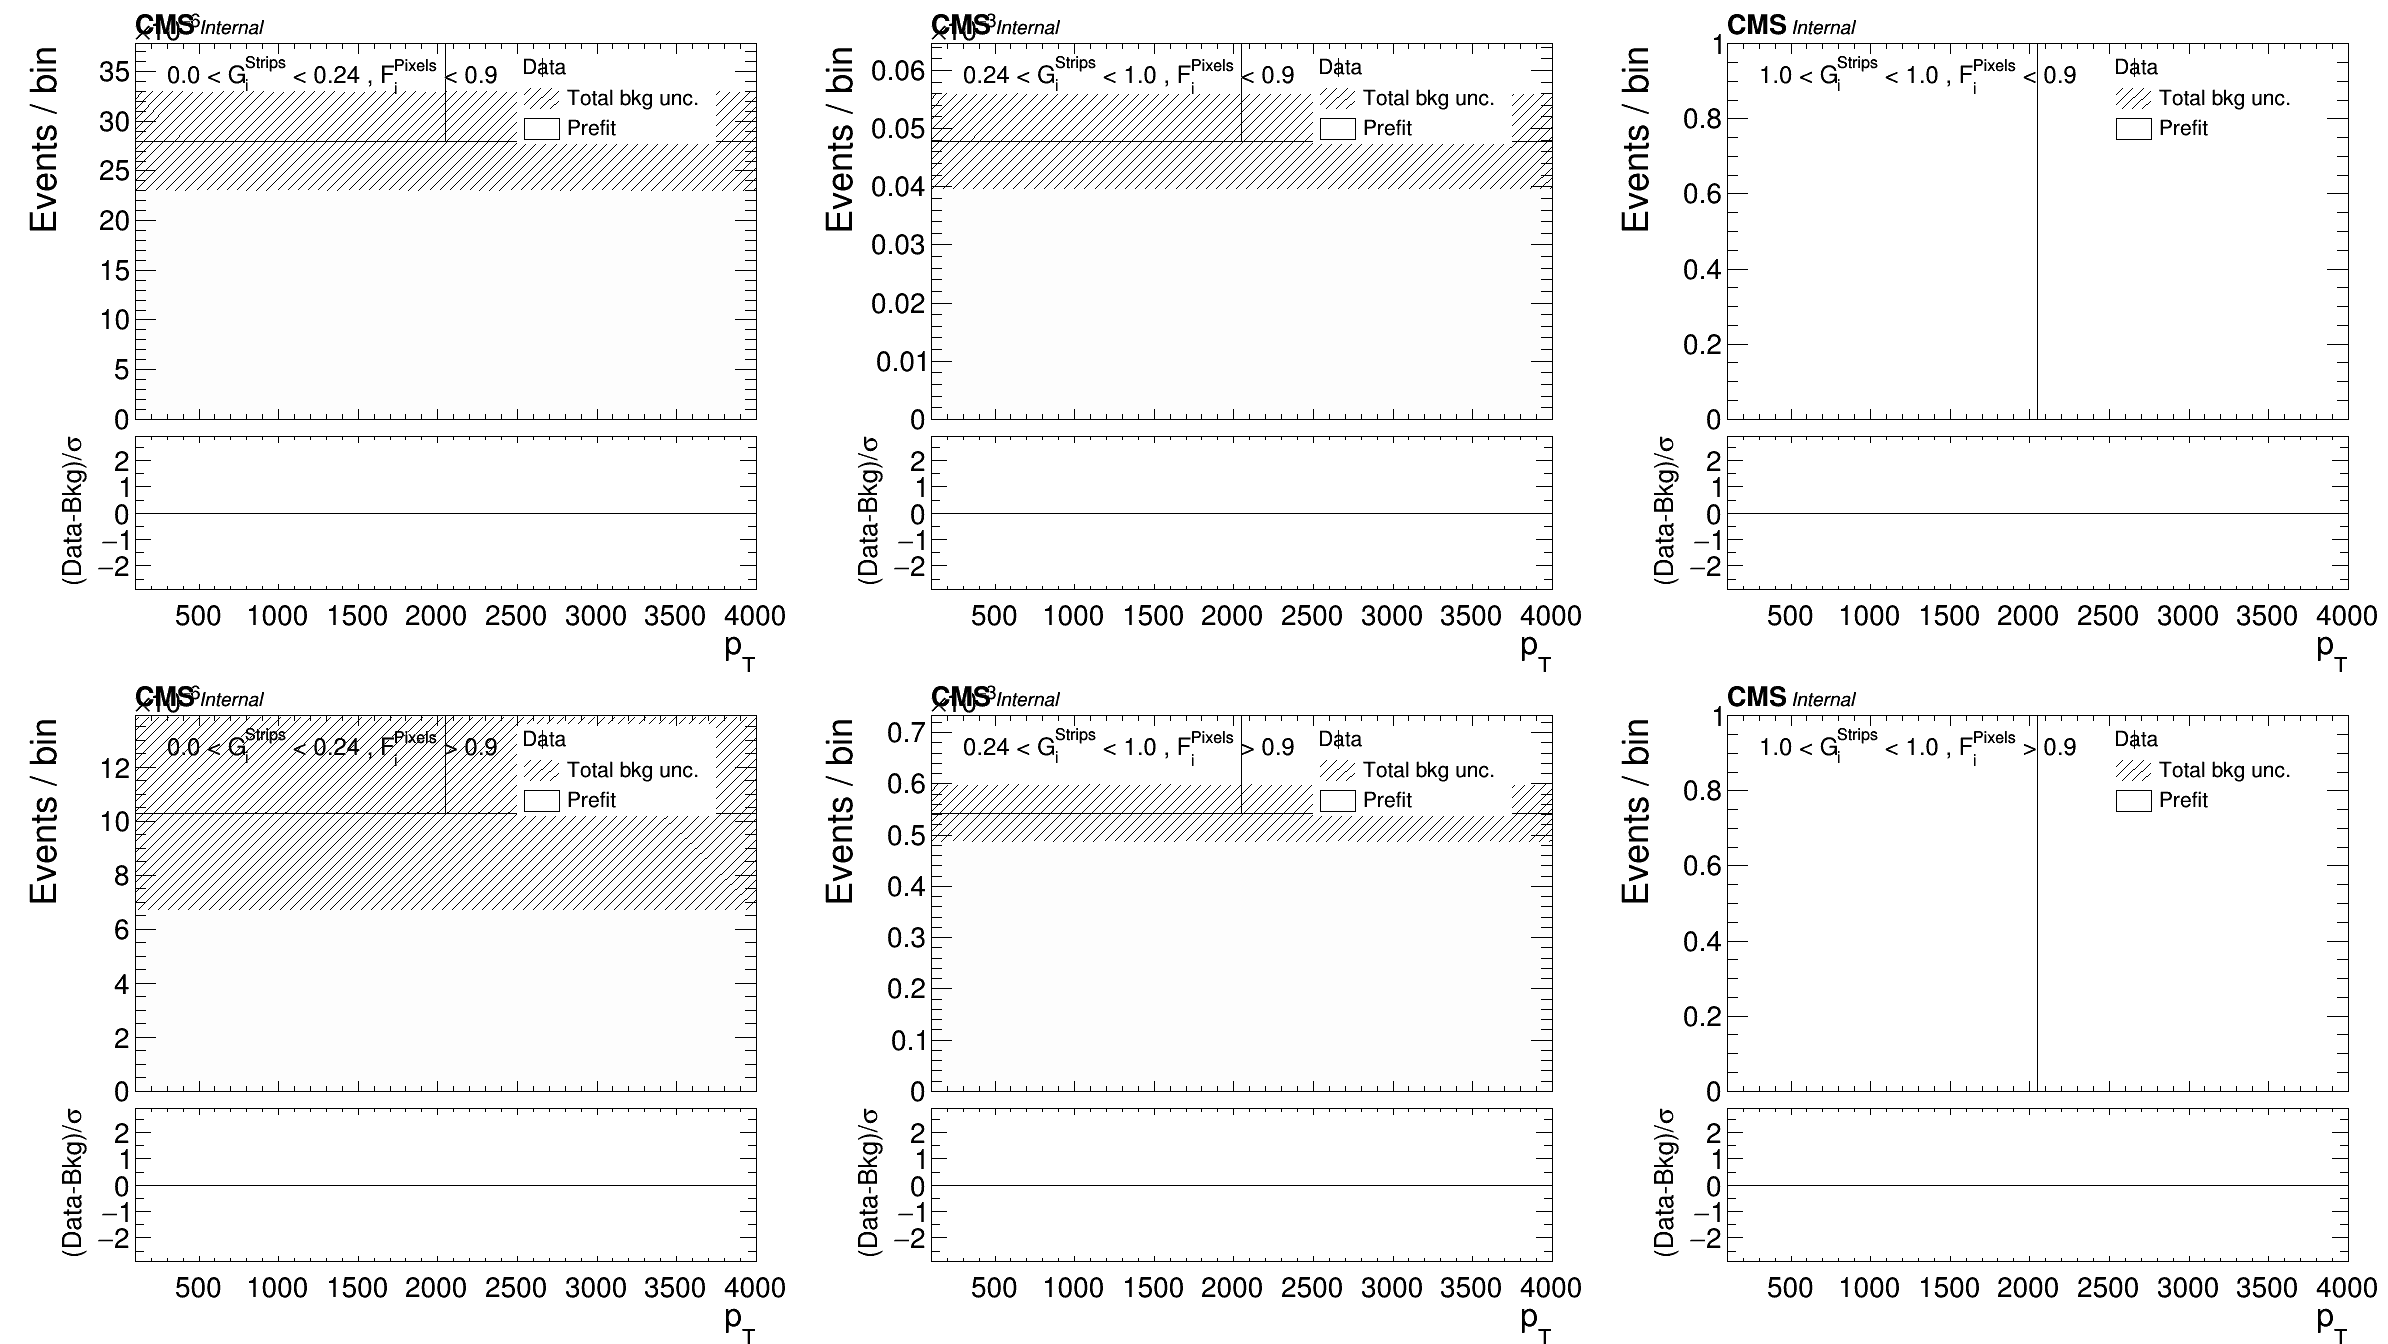 CMS Internal
Events / bin
0.0 < G_i^Strips < 0.24 , F_i^Pixels < 0.9
Data
Total bkg unc.
Prefit
35
30
25
20
15
10
5
0
(Data-Bkg)/σ
2
1
0
−1
−2
500 1000 1500 2000 2500 3000 3500 4000
p_T
CMS Internal
Events / bin
0.24 < G_i^Strips < 1.0 , F_i^Pixels < 0.9
Data
Total bkg unc.
Prefit
0.06
0.05
0.04
0.03
0.02
0.01
0
(Data-Bkg)/σ
2
1
0
−1
−2
500 1000 1500 2000 2500 3000 3500 4000
p_T
CMS Internal
Events / bin
1.0 < G_i^Strips < 1.0 , F_i^Pixels < 0.9
Data
Total bkg unc.
Prefit
1
0.8
0.6
0.4
0.2
0
(Data-Bkg)/σ
2
1
0
−1
−2
500 1000 1500 2000 2500 3000 3500 4000
p_T
CMS Internal
Events / bin
0.0 < G_i^Strips < 0.24 , F_i^Pixels > 0.9
Data
Total bkg unc.
Prefit
12
10
8
6
4
2
0
(Data-Bkg)/σ
2
1
0
−1
−2
500 1000 1500 2000 2500 3000 3500 4000
p_T
CMS Internal
Events / bin
0.24 < G_i^Strips < 1.0 , F_i^Pixels > 0.9
Data
Total bkg unc.
Prefit
0.7
0.6
0.5
0.4
0.3
0.2
0.1
0
(Data-Bkg)/σ
2
1
0
−1
−2
500 1000 1500 2000 2500 3000 3500 4000
p_T
CMS Internal
Events / bin
1.0 < G_i^Strips < 1.0 , F_i^Pixels > 0.9
Data
Total bkg unc.
Prefit
1
0.8
0.6
0.4
0.2
0
(Data-Bkg)/σ
2
1
0
−1
−2
500 1000 1500 2000 2500 3000 3500 4000
p_T